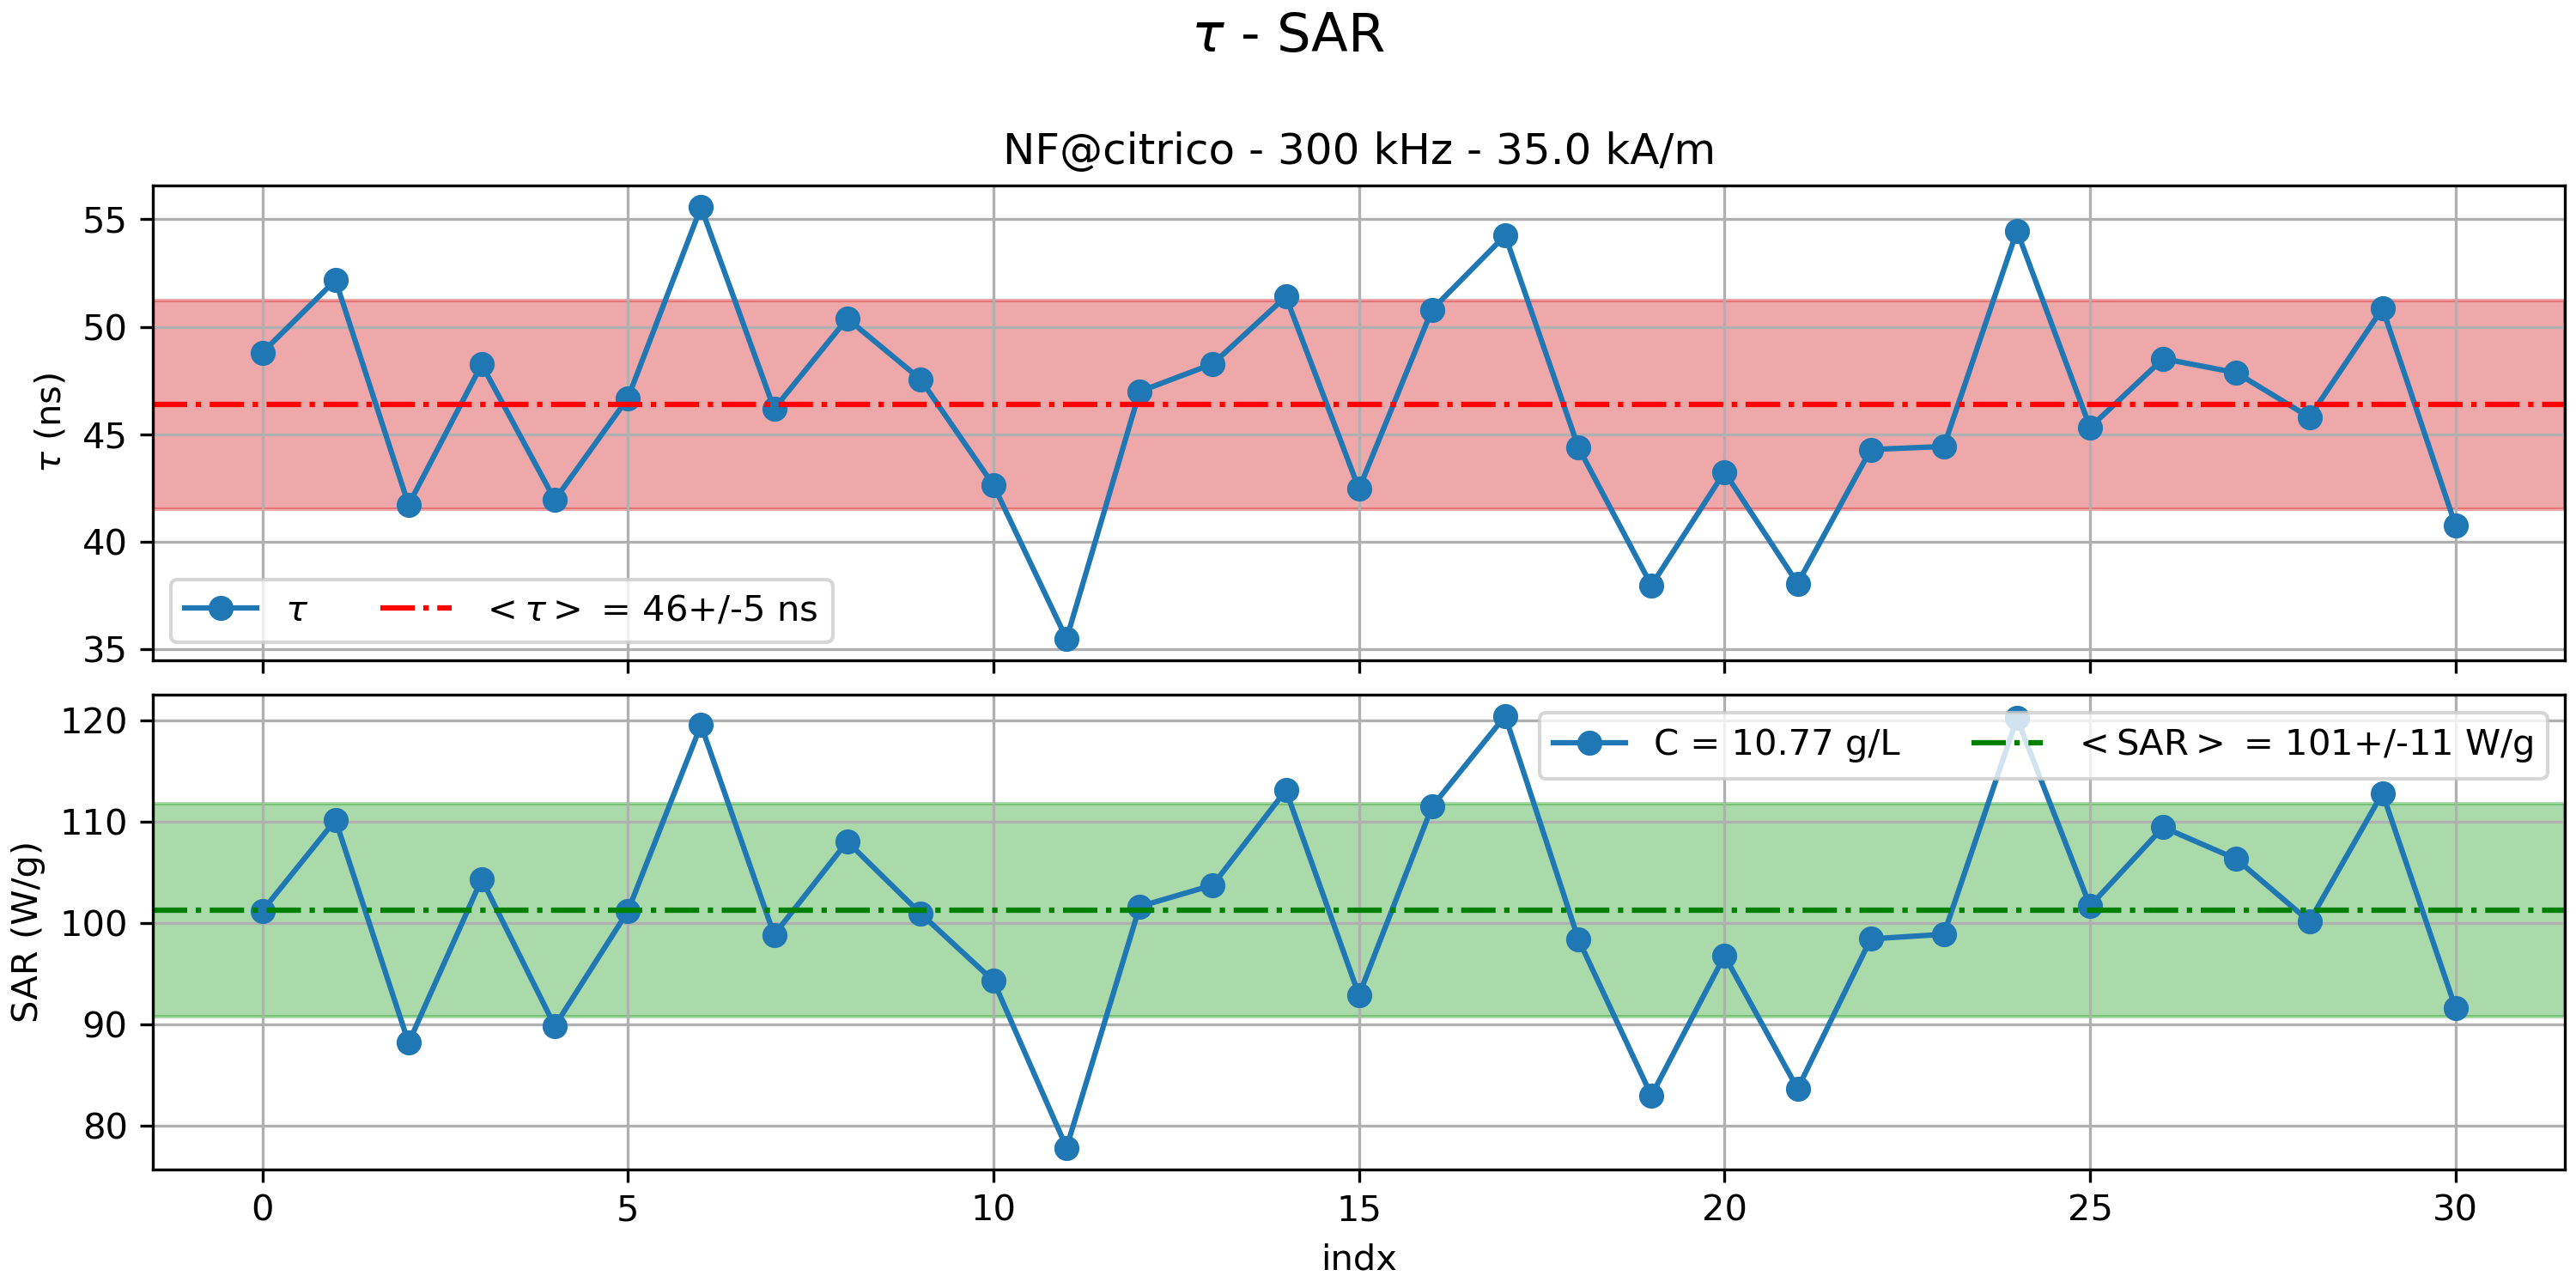 τ - SAR
NF@citrico - 300 kHz - 35.0 kA/m
τ (ns)
55
50
45
40
35
τ
<τ> = 46+/-5 ns
SAR (W/g)
120
110
100
90
80
C = 10.77 g/L
<SAR> = 101+/-11 W/g
0 5 10 15 20 25 30
indx